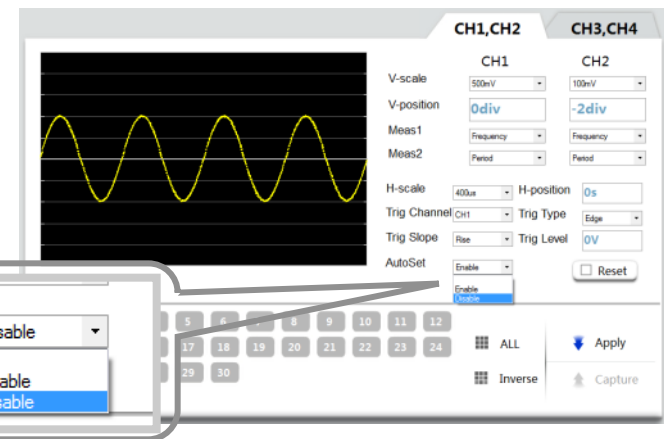 CH1,CH2 CH3,CH4
CH1 CH2
V-scale 500mV 100mV
V-position 0div -2div
Meas1 Frequency Frequency
Meas2 Period Period
H-scale 400us H-position 0s
Trig Channel CH1 Trig Type Edge
Trig Slope Rise Trig Level 0V
AutoSet Enable Reset
Enable
Disable
sable
able
sable
5 6 7 8 9 10 11 12
17 18 19 20 21 22 23 24
29 30
ALL Apply
Inverse Capture